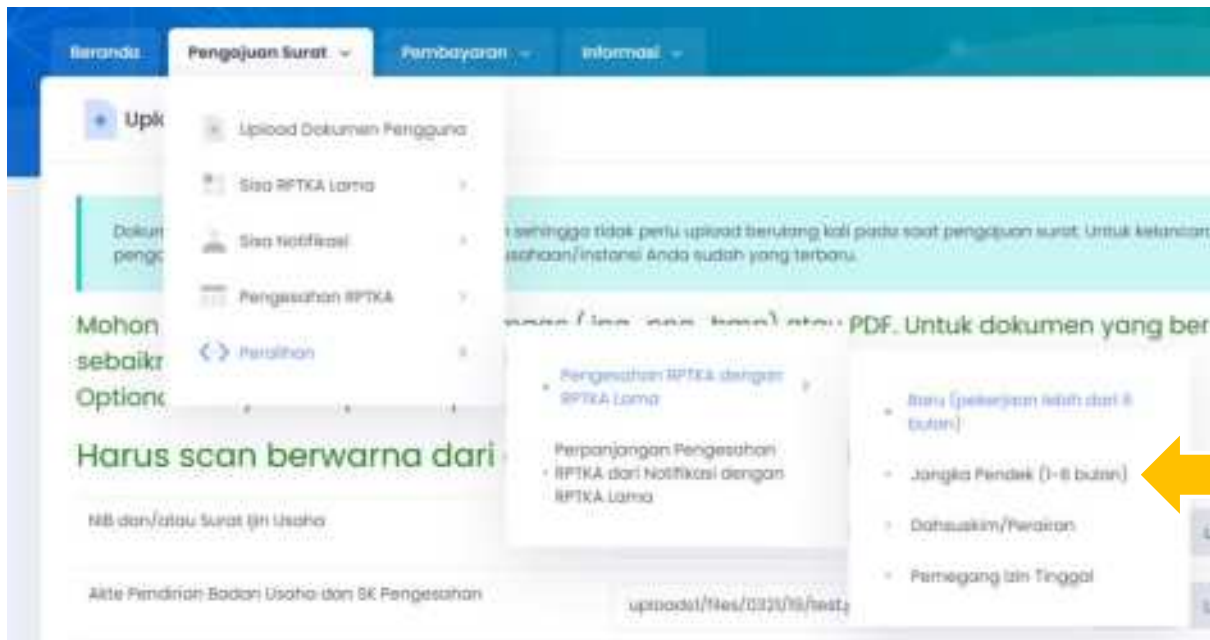 Beranda
Pengajuan Surat
Pembayaran
Informasi
Uplo
Upload Dokumen Pengguna
Sisa RPTKA Lama
Sisa Notifikasi
Pengesahan RPTKA
Peralihan
Dokum
sehingga tidak perlu upload berulang kali pada saat pengajuan surat. Untuk kelancara
penga
usahaan/instansi Anda sudah yang terbaru.
Mohon
PDF. Untuk dokumen yang ber
sebaikn
Optiona
Harus scan berwarna dari
Pengesahan RPTKA dengan
RPTKA Lama
Perpanjangan Pengesahan
RPTKA dari Notifikasi dengan
RPTKA Lama
Baru (pekerjaan lebih dari 6
bulan)
Jangka Pendek (1-6 bulan)
Dahsuskim/Perairan
Pemegang Izin Tinggal
NIB dan/atau Surat Ijin Usaha
Akte Pendirian Badan Usaha dan SK Pengesahan